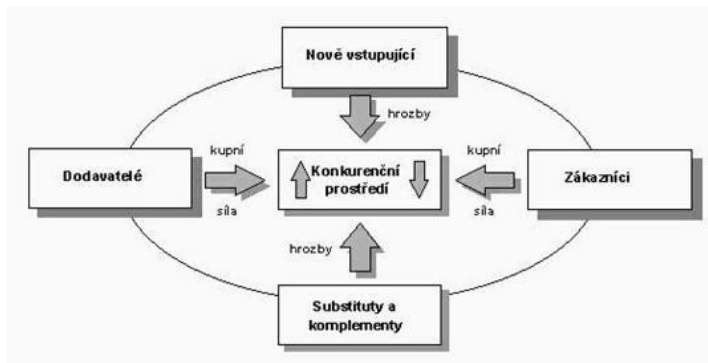 Nově vstupující
hrozby
kupní
Dodavatelé
síla
Konkurenční
prostředí
kupní
Zákazníci
síla
hrozby
Substituty a
komplementy